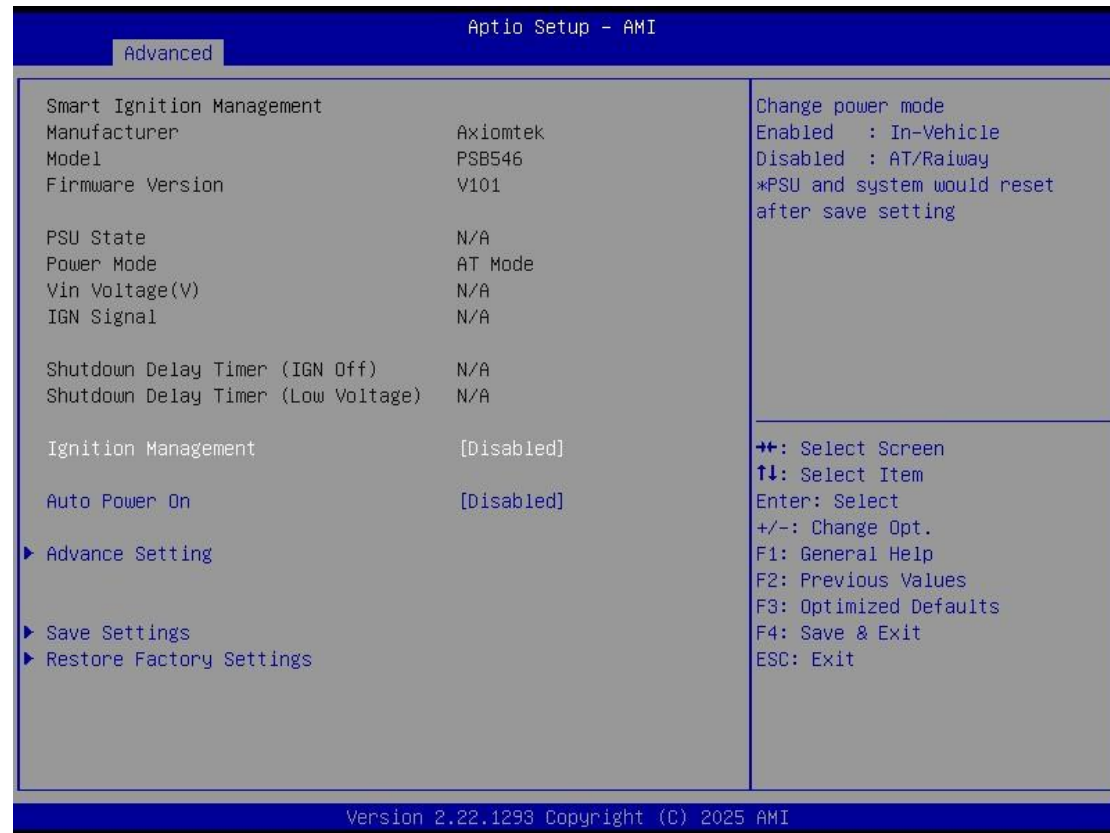 Aptio Setup - AMI
Advanced
Smart Ignition Management
Manufacturer Axiomtek
Model PSB546
Firmware Version V101
PSU State N/A
Power Mode AT Mode
Vin Voltage(V) N/A
IGN Signal N/A
Shutdown Delay Timer (IGN Off) N/A
Shutdown Delay Timer (Low Voltage) N/A
Ignition Management [Disabled]
Auto Power On [Disabled]
▶ Advance Setting
▶ Save Settings
▶ Restore Factory Settings
Change power mode
Enabled : In-Vehicle
Disabled : AT/Raiway
*PSU and system would reset
after save setting
→←: Select Screen
↑↓: Select Item
Enter: Select
+/-: Change Opt.
F1: General Help
F2: Previous Values
F3: Optimized Defaults
F4: Save & Exit
ESC: Exit
Version 2.22.1293 Copyright (C) 2025 AMI